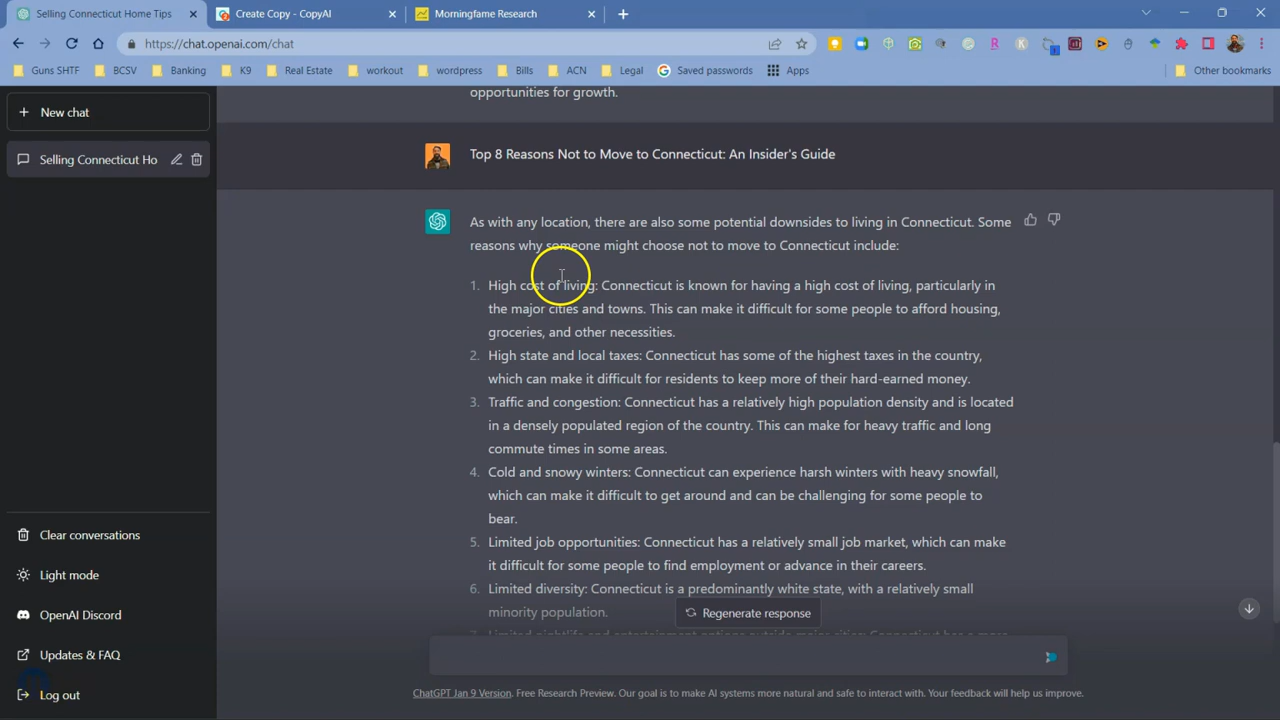 Selling Connecticut Home Tips
Create Copy - CopyAI
Morningfame Research
https://chat.openai.com/chat
Guns SHTF
BCSV
Banking
K9
Real Estate
workout
wordpress
Bills
ACN
Legal
Saved passwords
Apps
Other bookmarks
New chat
Selling Connecticut Ho
opportunities for growth.
Top 8 Reasons Not to Move to Connecticut: An Insider's Guide
As with any location, there are also some potential downsides to living in Connecticut. Some
reasons why someone might choose not to move to Connecticut include:
1. High cost of living: Connecticut is known for having a high cost of living, particularly in
the major cities and towns. This can make it difficult for some people to afford housing,
groceries, and other necessities.
2. High state and local taxes: Connecticut has some of the highest taxes in the country,
which can make it difficult for residents to keep more of their hard-earned money.
3. Traffic and congestion: Connecticut has a relatively high population density and is located
in a densely populated region of the country. This can make for heavy traffic and long
commute times in some areas.
4. Cold and snowy winters: Connecticut can experience harsh winters with heavy snowfall,
which can make it difficult to get around and can be challenging for some people to
bear.
5. Limited job opportunities: Connecticut has a relatively small job market, which can make
it difficult for some people to find employment or advance in their careers.
6. Limited diversity: Connecticut is a predominantly white state, with a relatively small
minority population.
7. Limited nightlife and entertainment options outside major cities: Connecticut has a more
Regenerate response
Clear conversations
Light mode
OpenAI Discord
Updates & FAQ
Log out
ChatGPT Jan 9 Version. Free Research Preview. Our goal is to make AI systems more natural and safe to interact with. Your feedback will help us improve.